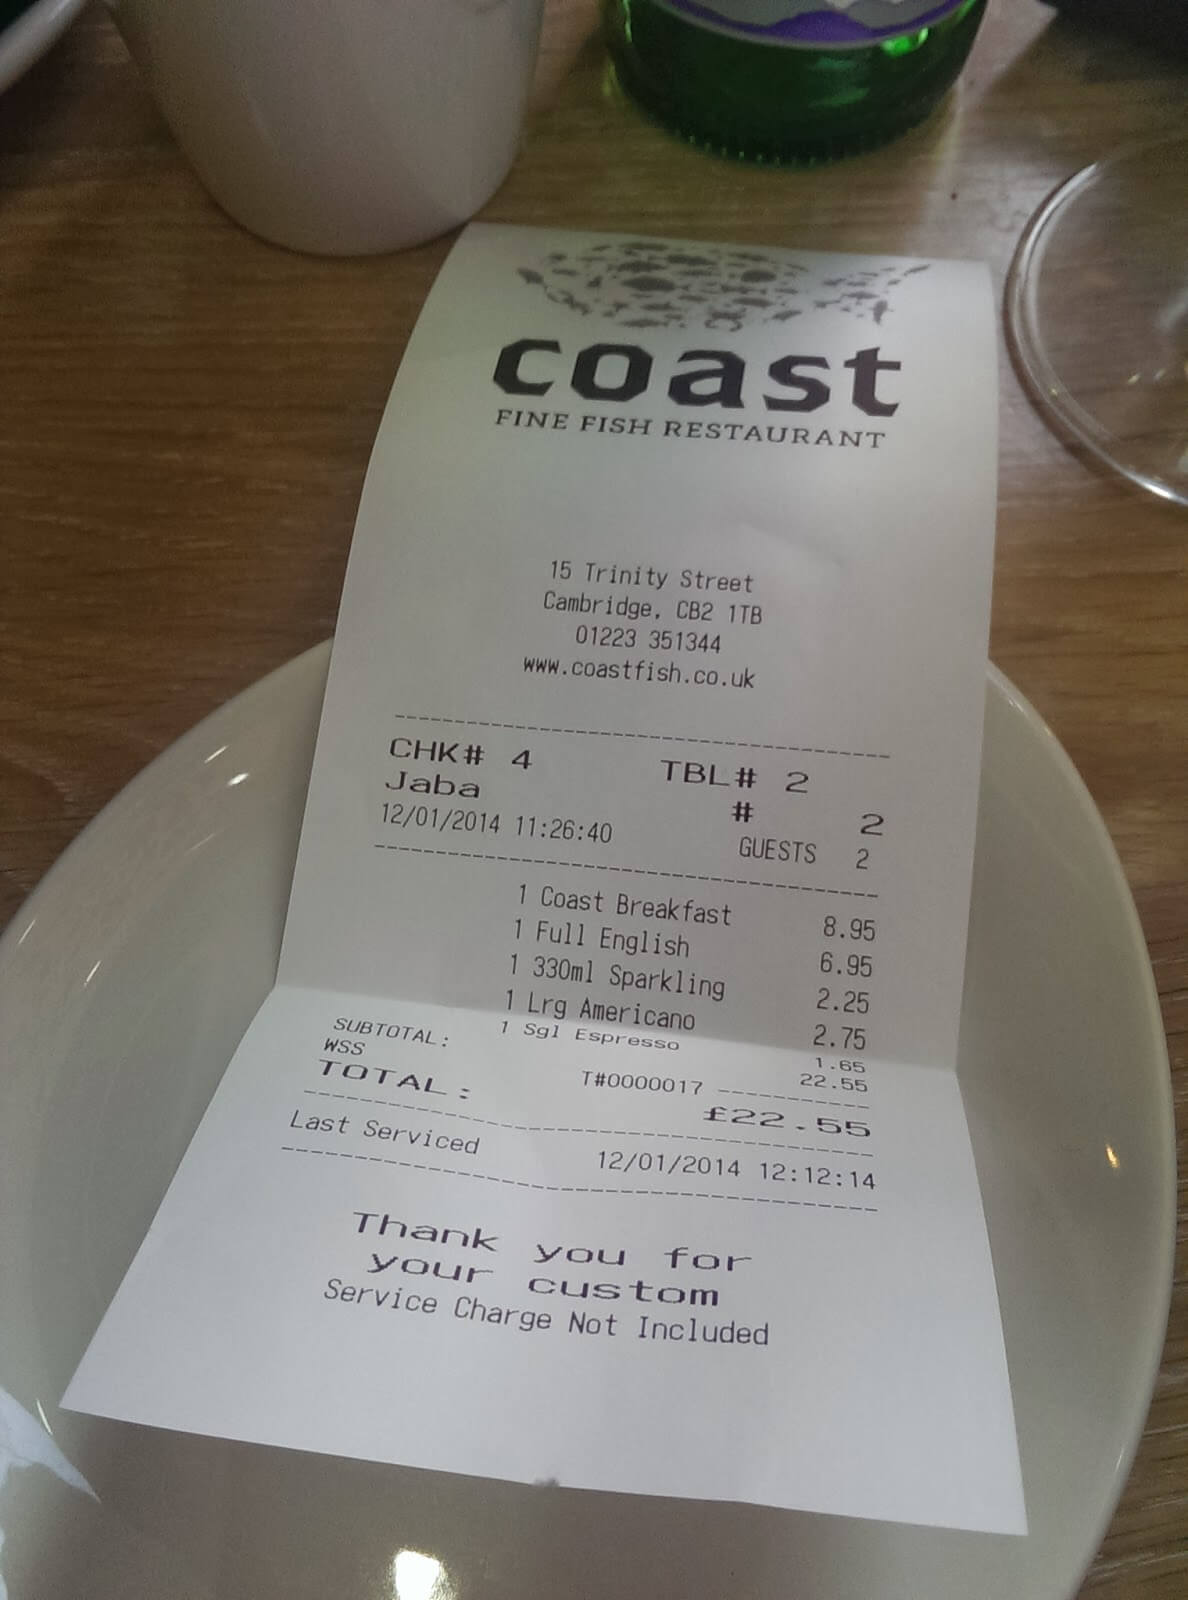 coast
FINE FISH RESTAURANT
15 Trinity Street
Cambridge, CB2 1TB
01223 351344
www.coastfish.co.uk
CHK# 4 TBL# 2
Jaba # 2
12/01/2014 11:26:40 GUESTS 2
1 Coast Breakfast 8.95
1 Full English 6.95
1 330ml Sparkling 2.25
1 Lrg Americano 2.75
1 Sgl Espresso 1.65
SUBTOTAL: 22.55
WSS T#0000017
TOTAL: £22.55
Last Serviced 12/01/2014 12:12:14
Thank you for
your custom
Service Charge Not Included